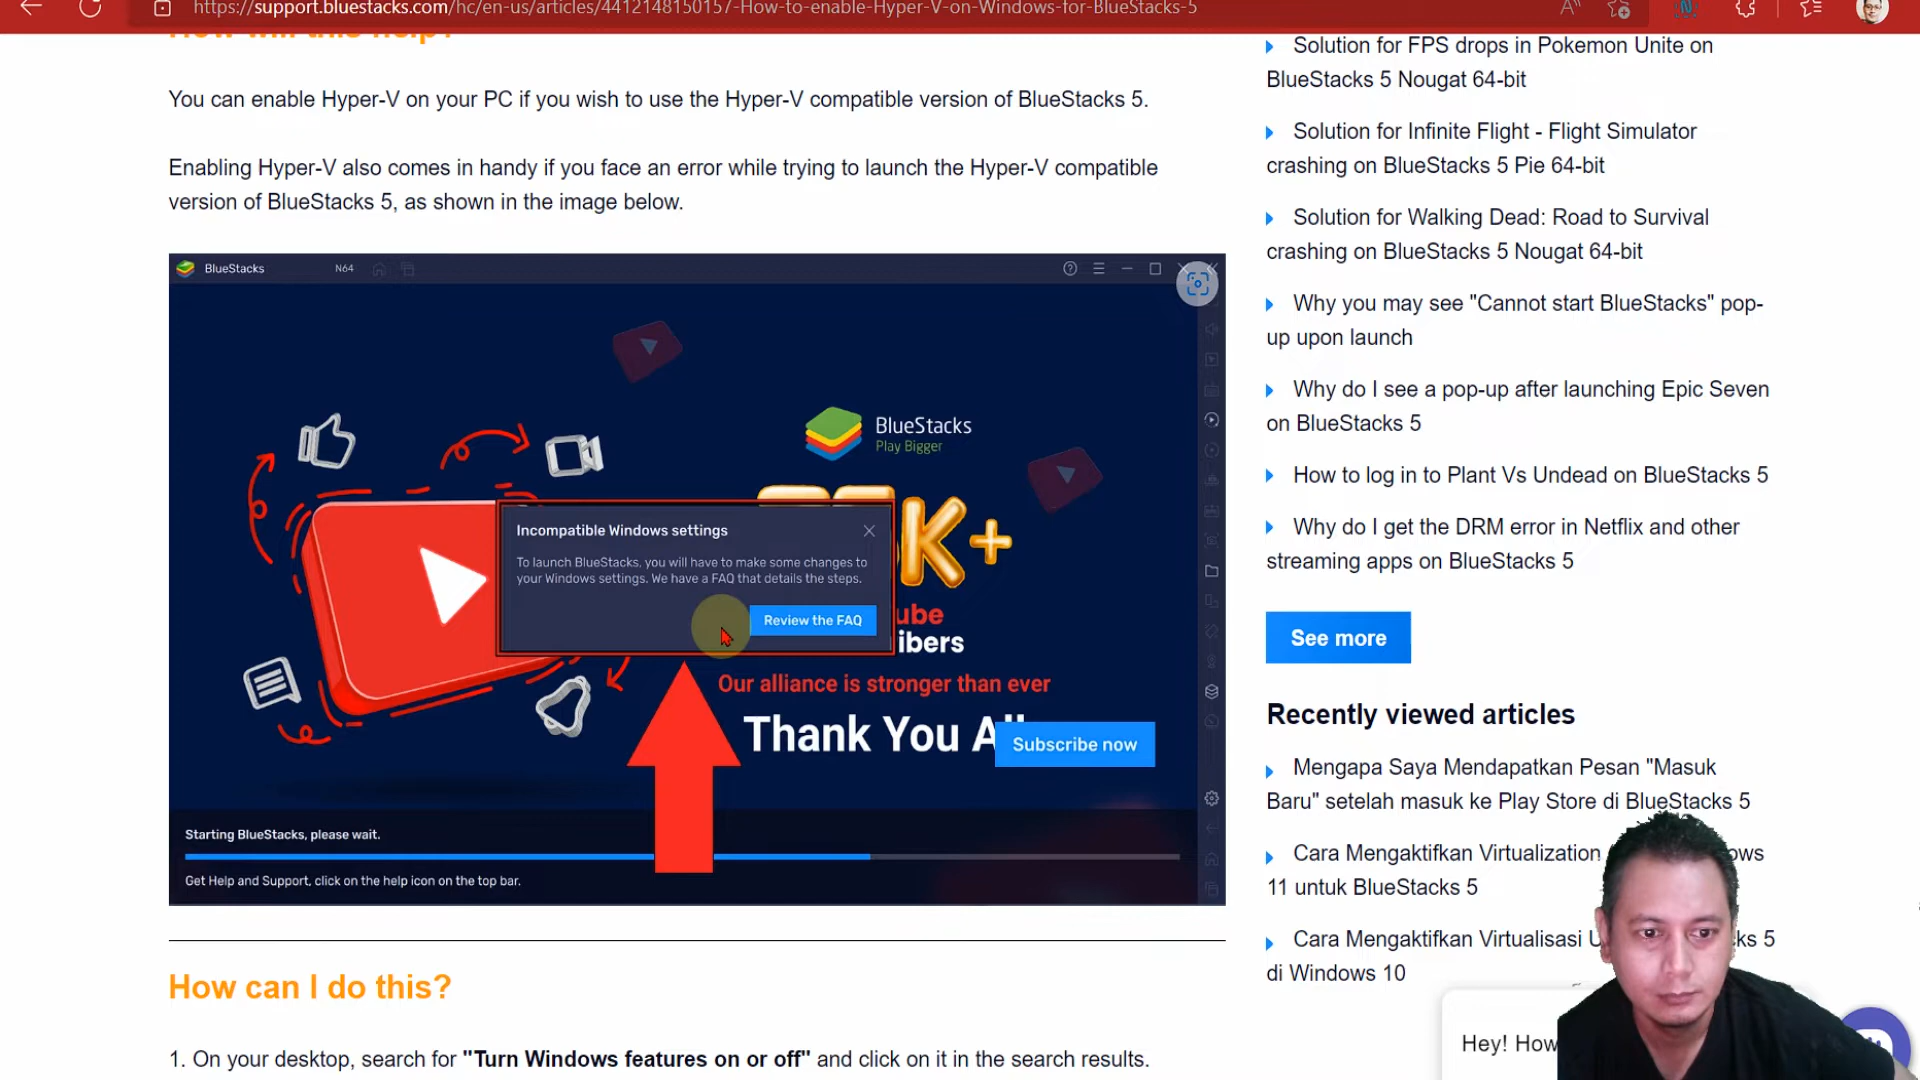 https://support.bluestacks.com/hc/en-us/articles/4412148150157-How-to-enable-Hyper-V-on-Windows-for-BlueStacks-5
How will this help?
You can enable Hyper-V on your PC if you wish to use the Hyper-V compatible version of BlueStacks 5.
Enabling Hyper-V also comes in handy if you face an error while trying to launch the Hyper-V compatible
version of BlueStacks 5, as shown in the image below.
BlueStacks N64
BlueStacks
Play Bigger
K+
Incompatible Windows settings
To launch BlueStacks, you will have to make some changes to
your Windows settings. We have a FAQ that details the steps.
Review the FAQ
ube
ibers
Our alliance is stronger than ever
Thank You A
Subscribe now
Starting BlueStacks, please wait.
Get Help and Support, click on the help icon on the top bar.
How can I do this?
1. On your desktop, search for "Turn Windows features on or off" and click on it in the search results.
Solution for FPS drops in Pokemon Unite on
BlueStacks 5 Nougat 64-bit
Solution for Infinite Flight - Flight Simulator
crashing on BlueStacks 5 Pie 64-bit
Solution for Walking Dead: Road to Survival
crashing on BlueStacks 5 Nougat 64-bit
Why you may see "Cannot start BlueStacks" pop-
up upon launch
Why do I see a pop-up after launching Epic Seven
on BlueStacks 5
How to log in to Plant Vs Undead on BlueStacks 5
Why do I get the DRM error in Netflix and other
streaming apps on BlueStacks 5
See more
Recently viewed articles
Mengapa Saya Mendapatkan Pesan "Masuk
Baru" setelah masuk ke Play Store di BlueStacks 5
Cara Mengaktifkan Virtualization ows
11 untuk BlueStacks 5
Cara Mengaktifkan Virtualisasi U ks 5
di Windows 10
Hey! How